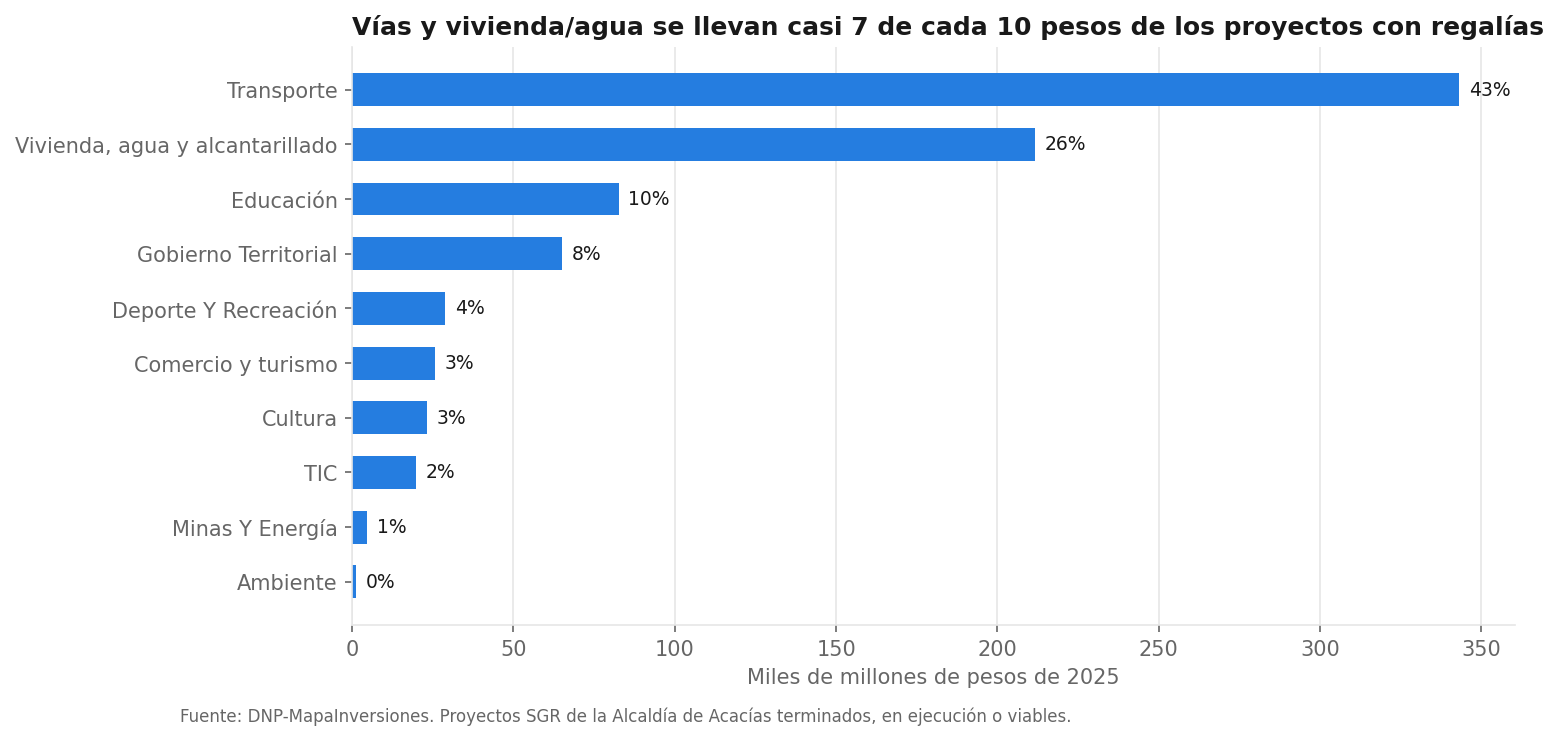 Vías y vivienda/agua se llevan casi 7 de cada 10 pesos de los proyectos con regalías
Transporte 43%
Vivienda, agua y alcantarillado 26%
Educación 10%
Gobierno Territorial 8%
Deporte Y Recreación 4%
Comercio y turismo 3%
Cultura 3%
TIC 2%
Minas Y Energía 1%
Ambiente 0%
0 50 100 150 200 250 300 350
Miles de millones de pesos de 2025
Fuente: DNP-MapaInversiones. Proyectos SGR de la Alcaldía de Acacías terminados, en ejecución o viables.